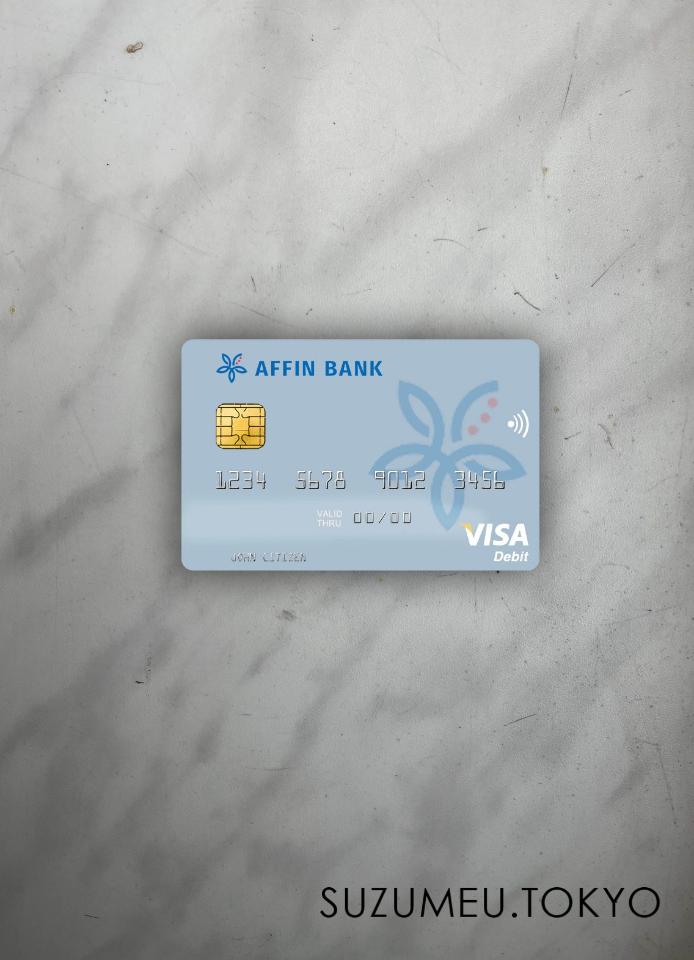 AFFIN BANK
1234 5678 9012 3456
VALID
THRU 00/00
VISA
Debit
JOHN CITIZEN
SUZUMEU.TOKYO